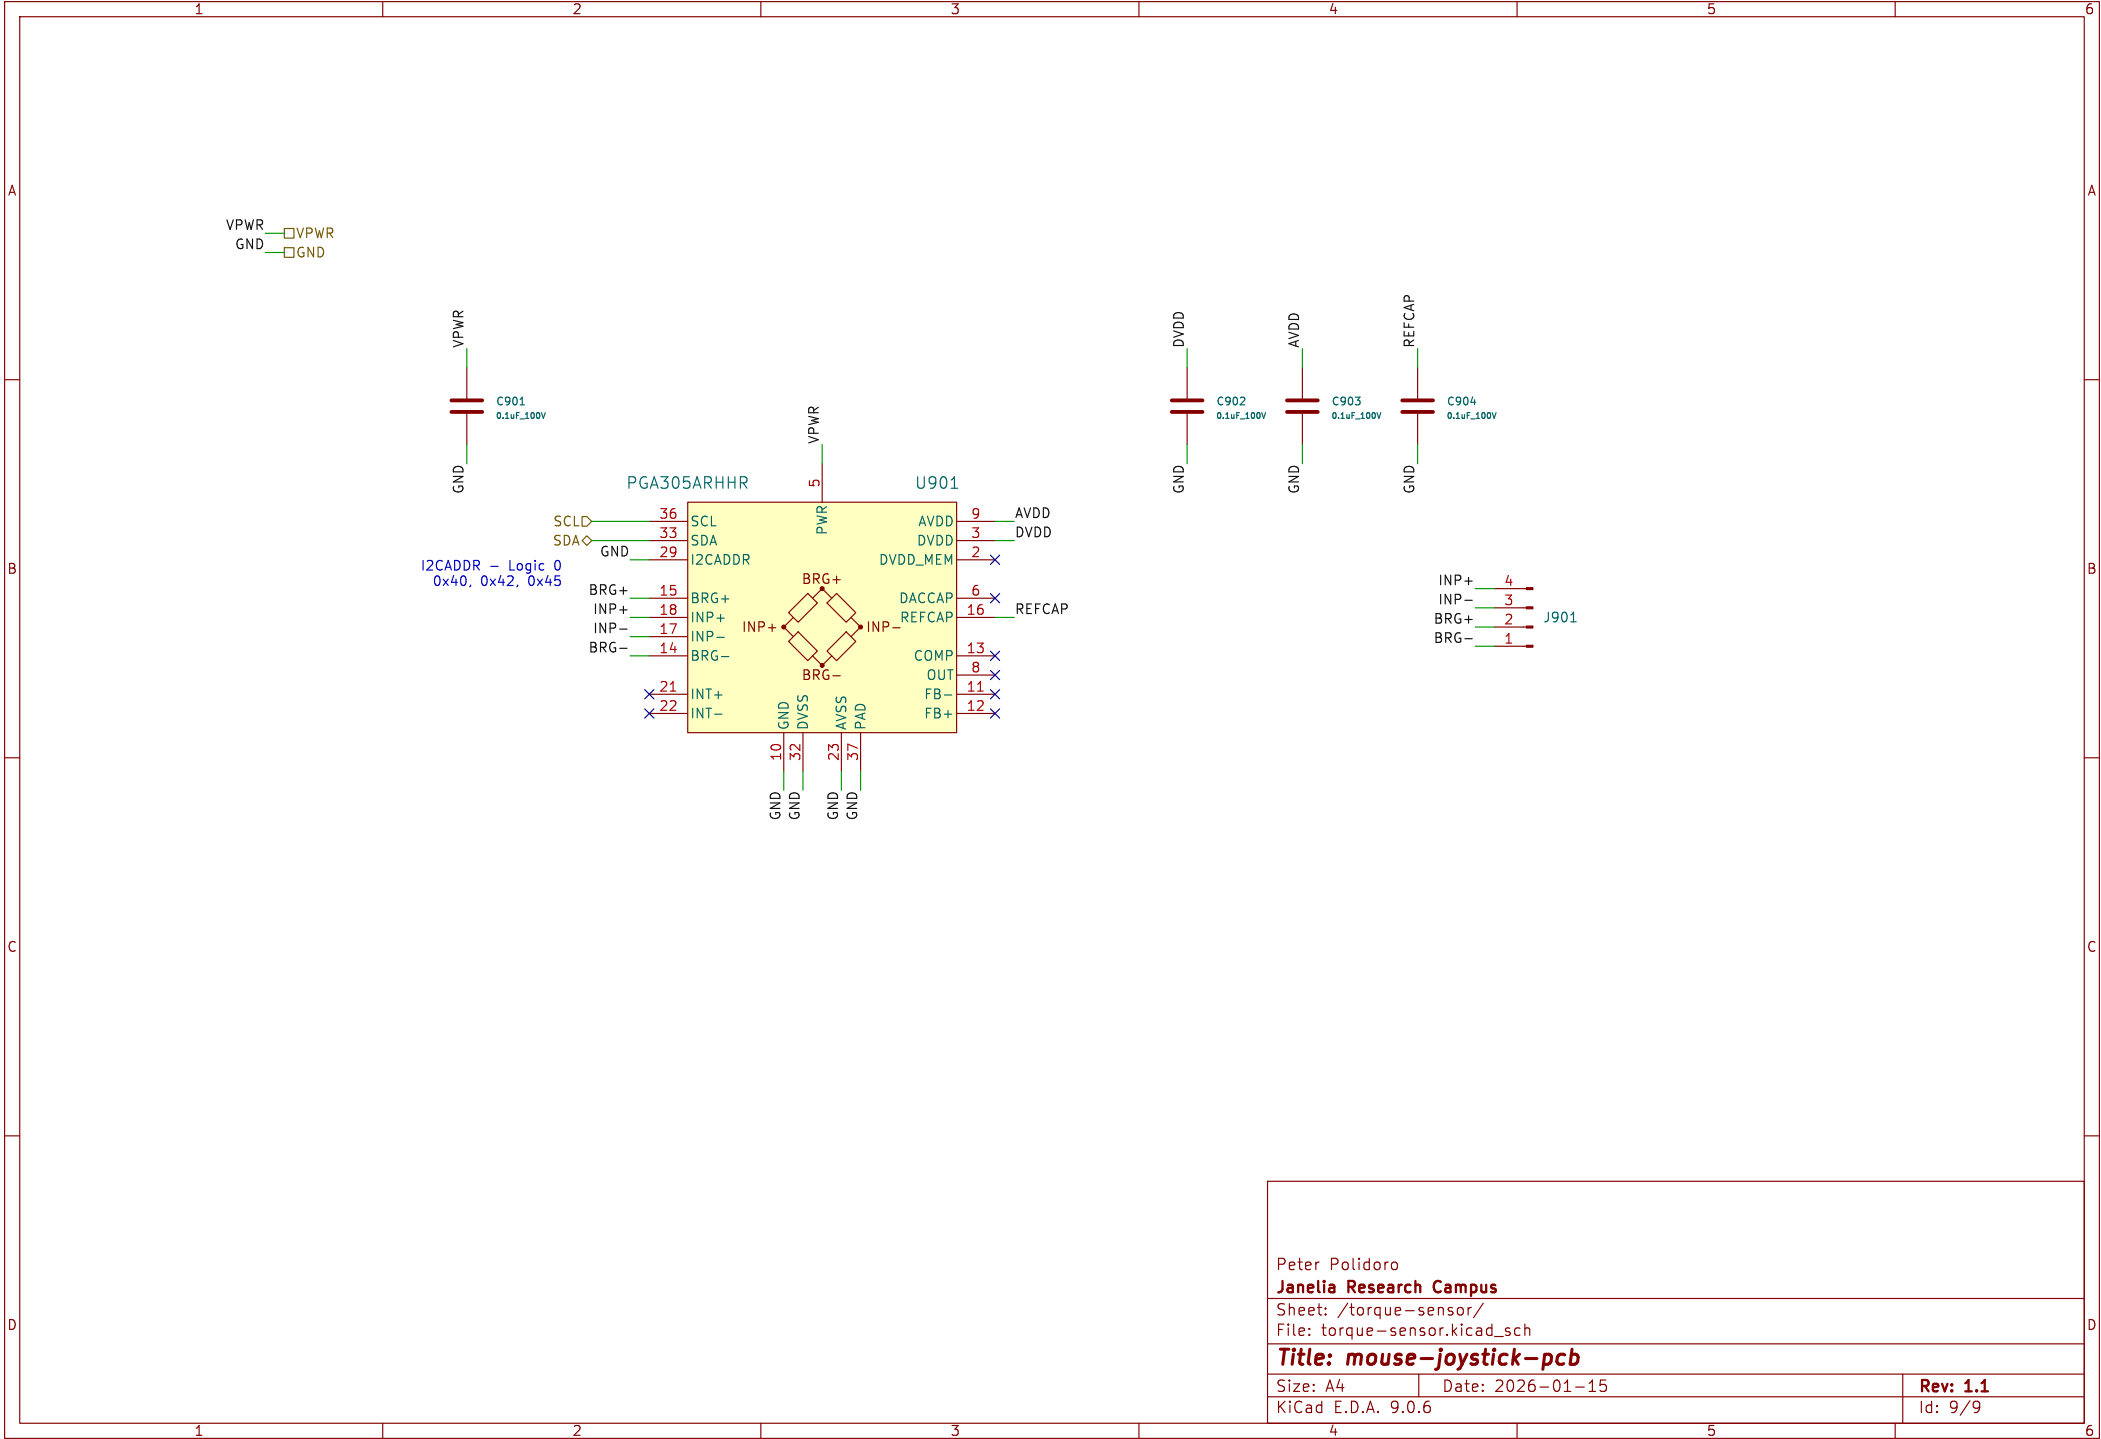 1 2 3 4 5 6
A A
VPWR VPWR
GND GND
VPWR
C901
0.1uF_100V
GND
DVDD
C902
0.1uF_100V
GND
AVDD
C903
0.1uF_100V
GND
REFCAP
C904
0.1uF_100V
GND
VPWR
PGA305ARHHR U901
5
PWR
SCL 36 SCL
SDA 33 SDA
GND 29 I2CADDR
I2CADDR - Logic 0
0x40, 0x42, 0x45
BRG+ 15 BRG+
INP+ 18 INP+
INP- 17 INP-
BRG- 14 BRG-
21 INT+
22 INT-
BRG+
INP+ INP-
BRG-
AVDD 9 AVDD
DVDD 3 DVDD
DVDD_MEM 2
DACCAP 6
REFCAP 16 REFCAP
COMP 13
OUT 8
FB- 11
FB+ 12
GND DVSS AVSS PAD
10 32 23 37
GND GND GND GND
B B
INP+ 4
INP- 3
BRG+ 2
BRG- 1
J901
C C
D D
Peter Polidoro
Janelia Research Campus
Sheet: /torque-sensor/
File: torque-sensor.kicad_sch
Title: mouse-joystick-pcb
Size: A4 Date: 2026-01-15 Rev: 1.1
KiCad E.D.A. 9.0.6 Id: 9/9
1 2 3 4 5 6